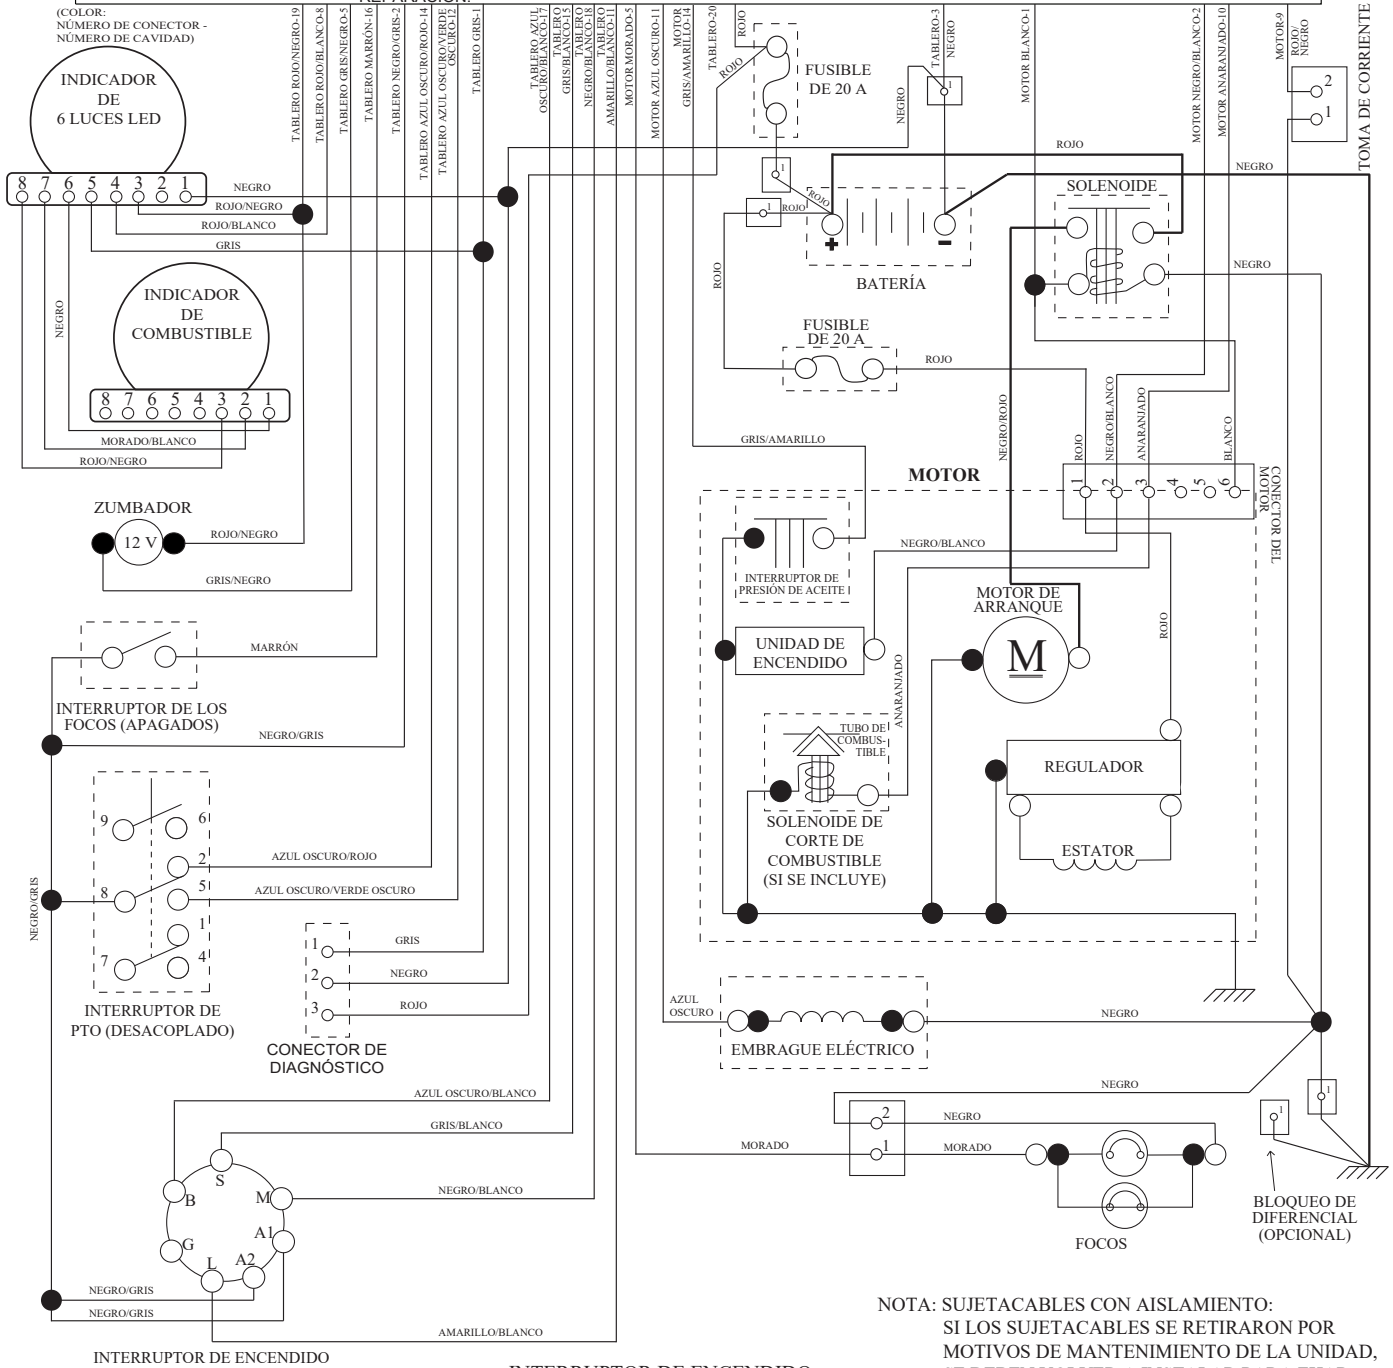 (COLOR:
NÚMERO DE CONECTOR -
NÚMERO DE CAVIDAD)
TABLERO ROJO/NEGRO-19
TABLERO ROJO/BLANCO-8
TABLERO GRIS/NEGRO-5
TABLERO MARRÓN-16
TABLERO NEGRO/GRIS-2
TABLERO AZUL OSCURO/ROJO-14
TABLERO AZUL OSCURO/VERDE
OSCURO-12
TABLERO GRIS-1
TABLERO AZUL
OSCURO/BLANCO-17
TABLERO
GRIS/BLANCO-15
TABLERO
NEGRO/BLANCO-18
TABLERO
AMARILLO/BLANCO-11
MOTOR MORADO-5
MOTOR AZUL OSCURO-11
MOTOR
GRIS/AMARILLO-14
TABLERO-20
ROJO
ROJO
FUSIBLE
DE 20 A
NEGRO
TABLERO-3
NEGRO
1
MOTOR BLANCO-1
MOTOR NEGRO/BLANCO-2
MOTOR ANARANJADO-10
MOTOR-9
ROJO/
NEGRO
2
1
TOMA DE CORRIENTE
INDICADOR
DE
6 LUCES LED
8 7 6 5 4 3 2 1
NEGRO
ROJO/NEGRO
ROJO/BLANCO
GRIS
1
ROJO
1
ROJO
ROJO
+
-
BATERÍA
ROJO
NEGRO
SOLENOIDE
NEGRO
NEGRO
INDICADOR
DE
COMBUSTIBLE
8 7 6 5 4 3 2 1
MORADO/BLANCO
ROJO/NEGRO
FUSIBLE
DE 20 A
ROJO
GRIS/AMARILLO
NEGRO/ROJO
ROJO
NEGRO/BLANCO
ANARANJADO
BLANCO
MOTOR
1 2 3 4 5 6
CONECTOR DEL
MOTOR
ZUMBADOR
12 V
ROJO/NEGRO
GRIS/NEGRO
INTERRUPTOR DE
PRESIÓN DE ACEITE
NEGRO/BLANCO
MOTOR DE
ARRANQUE
M
ROJO
UNIDAD DE
ENCENDIDO
ANARANJADO
MARRÓN
INTERRUPTOR DE LOS
FOCOS (APAGADOS)
NEGRO/GRIS
TUBO DE
COMBUS-
TIBLE
SOLENOIDE DE
CORTE DE
COMBUSTIBLE
(SI SE INCLUYE)
REGULADOR
ESTATOR
9 6
2
8 5
1
7 4
AZUL OSCURO/ROJO
AZUL OSCURO/VERDE OSCURO
NEGRO/GRIS
INTERRUPTOR DE
PTO (DESACOPLADO)
1
2
3
GRIS
NEGRO
ROJO
CONECTOR DE
DIAGNÓSTICO
AZUL
OSCURO
NEGRO
EMBRAGUE ELÉCTRICO
AZUL OSCURO/BLANCO
GRIS/BLANCO
NEGRO
2
NEGRO
MORADO
1
MORADO
1
1
BLOQUEO DE
DIFERENCIAL
(OPCIONAL)
FOCOS
S
B
M
A1
G
L
A2
NEGRO/BLANCO
NEGRO/GRIS
NEGRO/GRIS
AMARILLO/BLANCO
INTERRUPTOR DE ENCENDIDO
NOTA: SUJETACABLES CON AISLAMIENTO:
SI LOS SUJETACABLES SE RETIRARON POR
MOTIVOS DE MANTENIMIENTO DE LA UNIDAD,